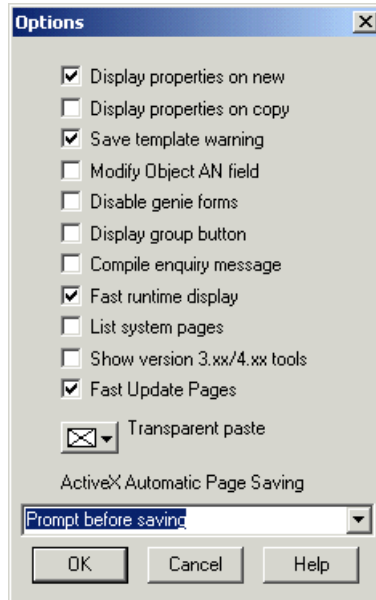 Options
Display properties on new
Display properties on copy
Save template warning
Modify Object AN field
Disable genie forms
Display group button
Compile enquiry message
Fast runtime display
List system pages
Show version 3.xx/4.xx tools
Fast Update Pages
Transparent paste
ActiveX Automatic Page Saving
Prompt before saving
OK Cancel Help